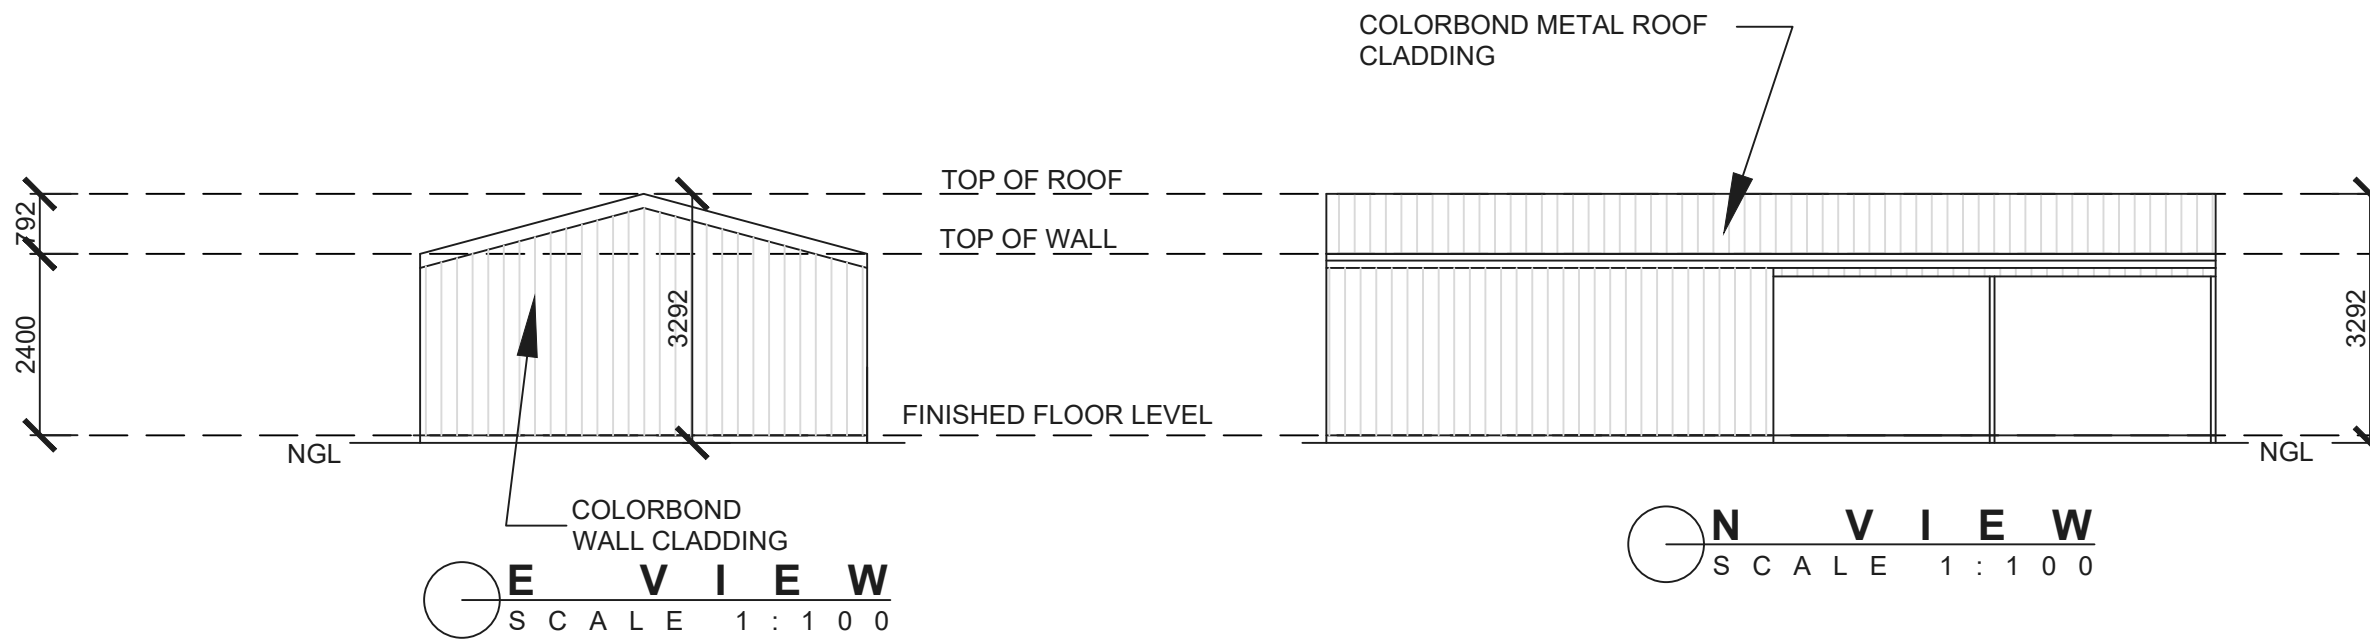 COLORBOND METAL ROOF
CLADDING
TOP OF ROOF
792
TOP OF WALL
2400
3292
3292
FINISHED FLOOR LEVEL
NGL
NGL
COLORBOND
WALL CLADDING
E VIEW
SCALE 1:100
N VIEW
SCALE 1:100